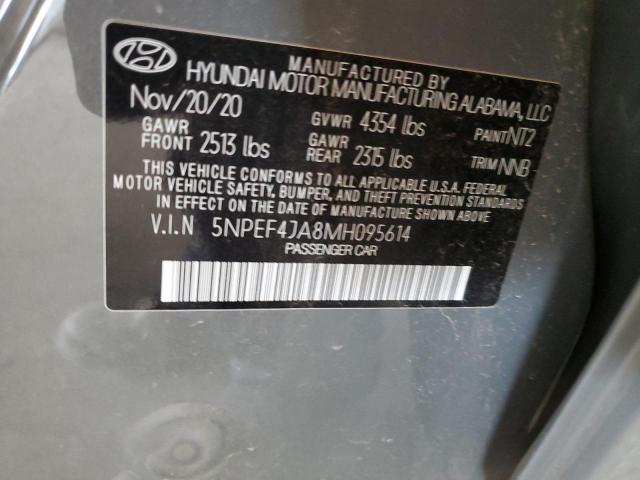 MANUFACTURED BY
HYUNDAI MOTOR MANUFACTURING ALABAMA, LLC
Nov/20/20 GVWR 4354 lbs PAINT NT2
GAWR FRONT 2513 lbs GAWR REAR 2315 lbs TRIM NNB
THIS VEHICLE CONFORMS TO ALL APPLICABLE U.S.A. FEDERAL
MOTOR VEHICLE SAFETY, BUMPER, AND THEFT PREVENTION STANDARDS
IN EFFECT ON THE DATE OF MANUFACTURE SHOWN ABOVE
V.I.N 5NPEF4JA8MH095614
PASSENGER CAR